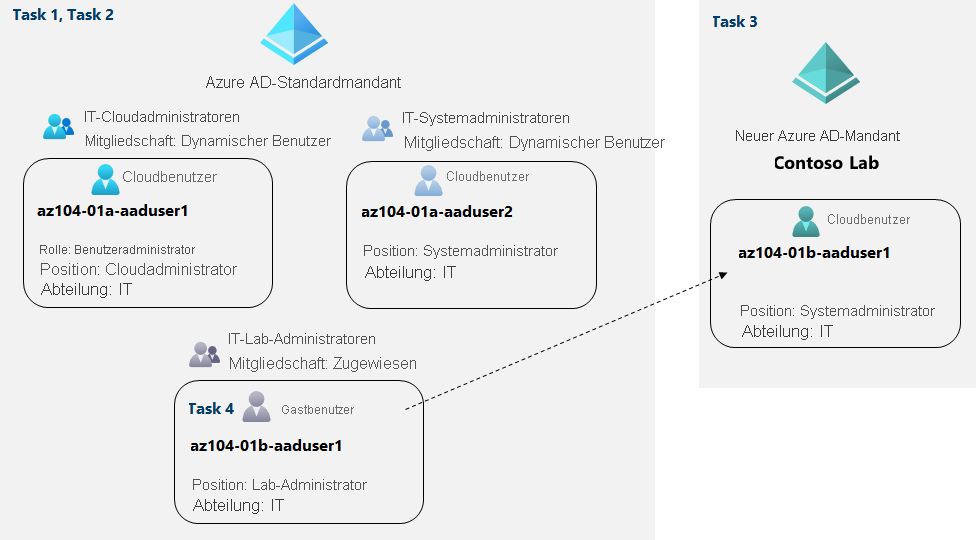 Task 1, Task 2
Azure AD-Standardmandant
IT-Cloudadministratoren
Mitgliedschaft: Dynamischer Benutzer
Cloudbenutzer
az104-01a-aaduser1
Rolle: Benutzeradministrator
Position: Cloudadministrator
Abteilung: IT
IT-Systemadministratoren
Mitgliedschaft: Dynamischer Benutzer
Cloudbenutzer
az104-01a-aaduser2
Position: Systemadministrator
Abteilung: IT
IT-Lab-Administratoren
Mitgliedschaft: Zugewiesen
Task 4
Gastbenutzer
az104-01b-aaduser1
Position: Lab-Administrator
Abteilung: IT
Task 3
Neuer Azure AD-Mandant
Contoso Lab
Cloudbenutzer
az104-01b-aaduser1
Position: Systemadministrator
Abteilung: IT